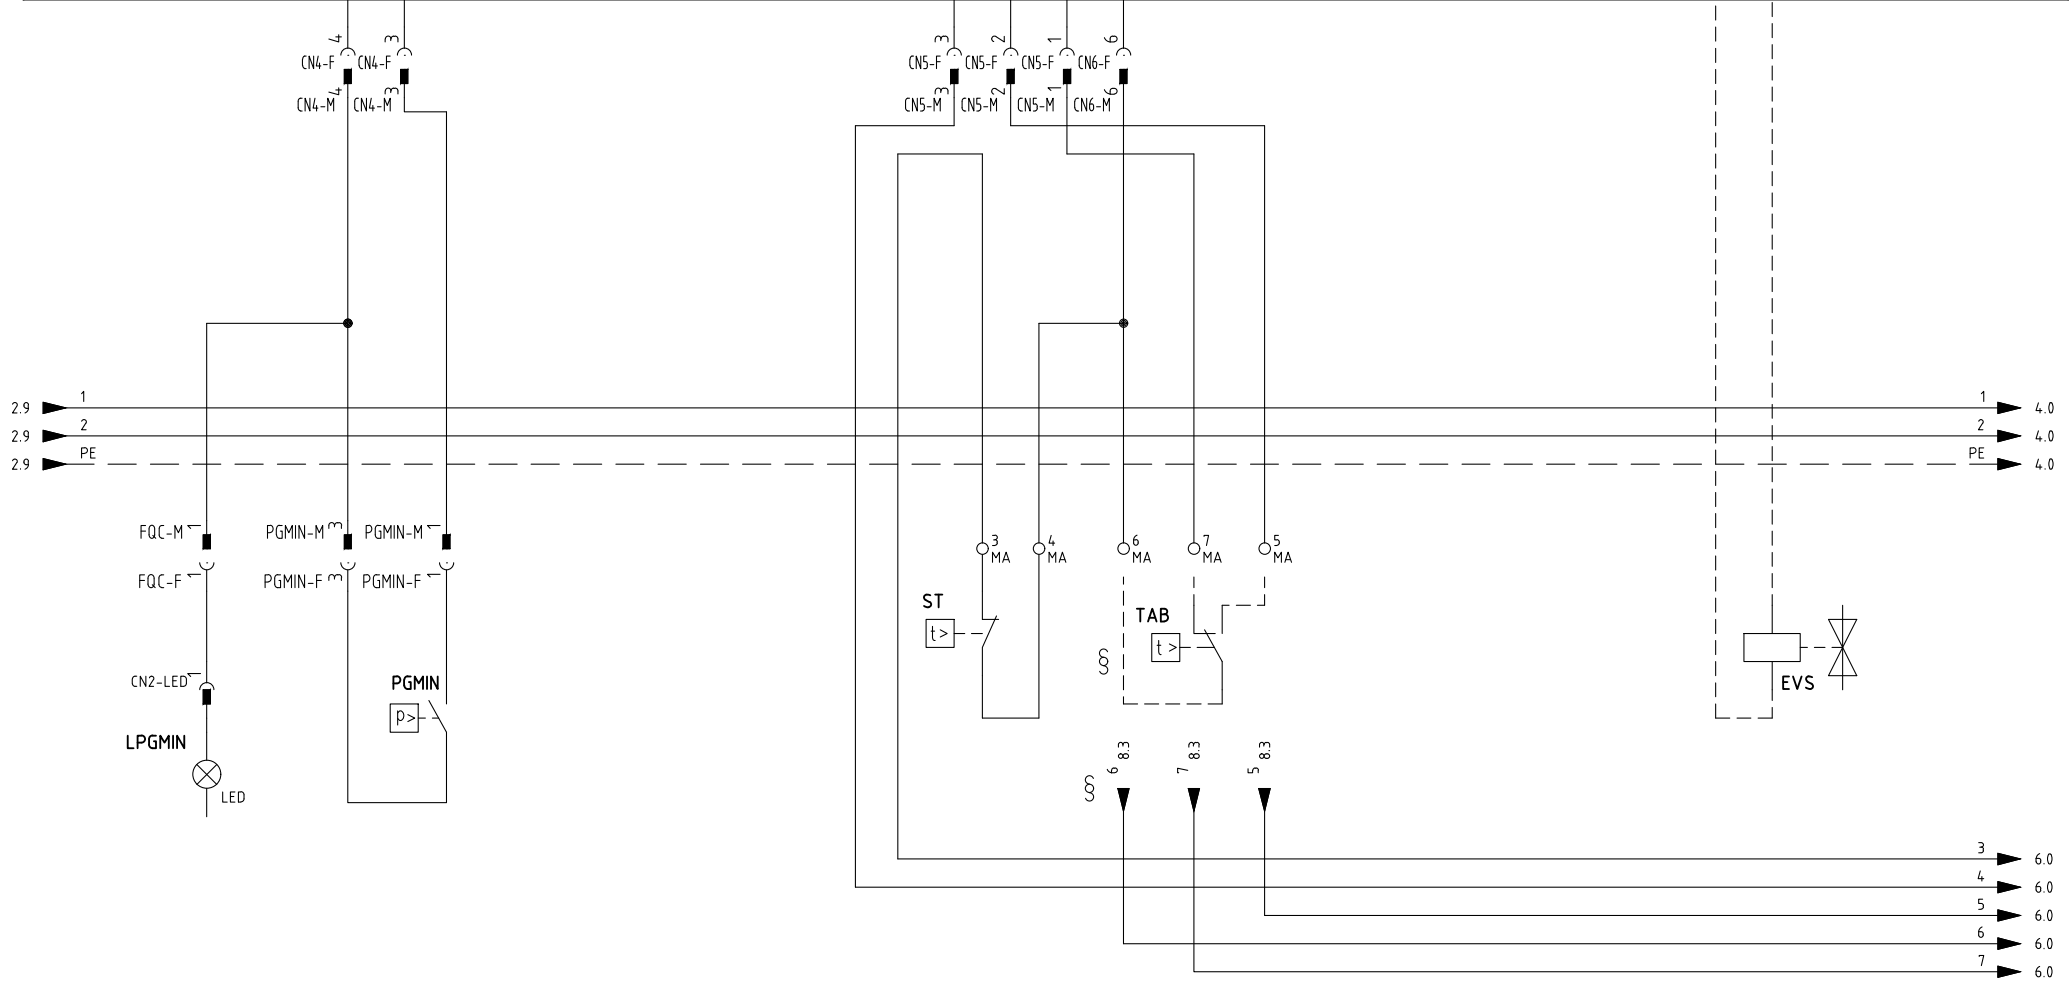 4 3 3 2 1 6
CN4-F CN4-F CN5-F CN5-F CN5-F CN6-F
4 3 3 2 1 6
CN4-M CN4-M CN5-M CN5-M CN5-M CN6-M
2.9 1 1 4.0
2.9 2 2 4.0
2.9 PE PE 4.0
FQC-M 1 PGMIN-M 3 PGMIN-M 1
3 4 6 7 5
MA MA MA MA MA
FQC-F 1 PGMIN-F 3 PGMIN-F 1
ST
TAB
t> t >
§ 
CN2-LED 1
PGMIN
EVS
p>
LPGMIN
LED
6 8.3 7 8.3 5 8.3
§
3 6.0
4 6.0
5 6.0
6 6.0
7 6.0